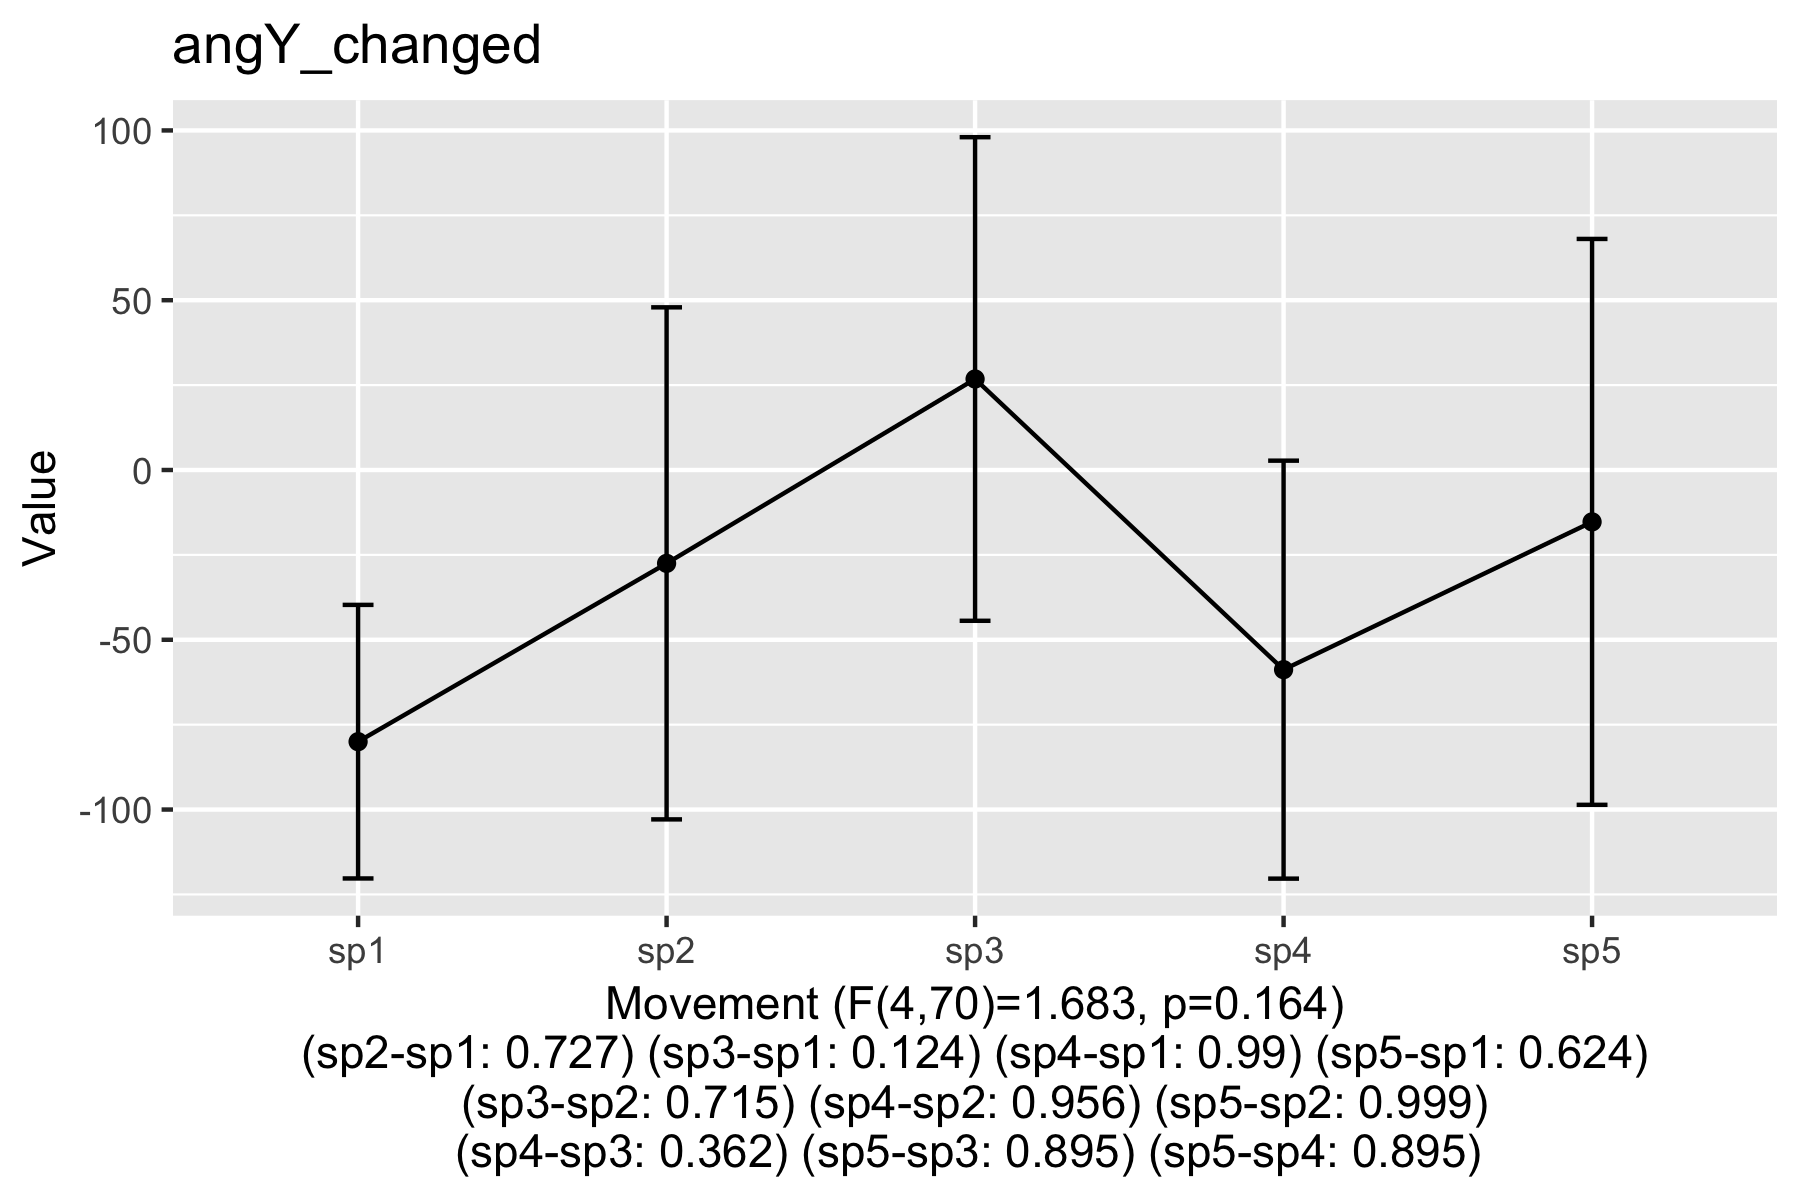 angY_changed
100
50
0
-50
-100
Value
sp1 sp2 sp3 sp4 sp5
Movement (F(4,70)=1.683, p=0.164)
(sp2-sp1: 0.727) (sp3-sp1: 0.124) (sp4-sp1: 0.99) (sp5-sp1: 0.624)
(sp3-sp2: 0.715) (sp4-sp2: 0.956) (sp5-sp2: 0.999)
(sp4-sp3: 0.362) (sp5-sp3: 0.895) (sp5-sp4: 0.895)